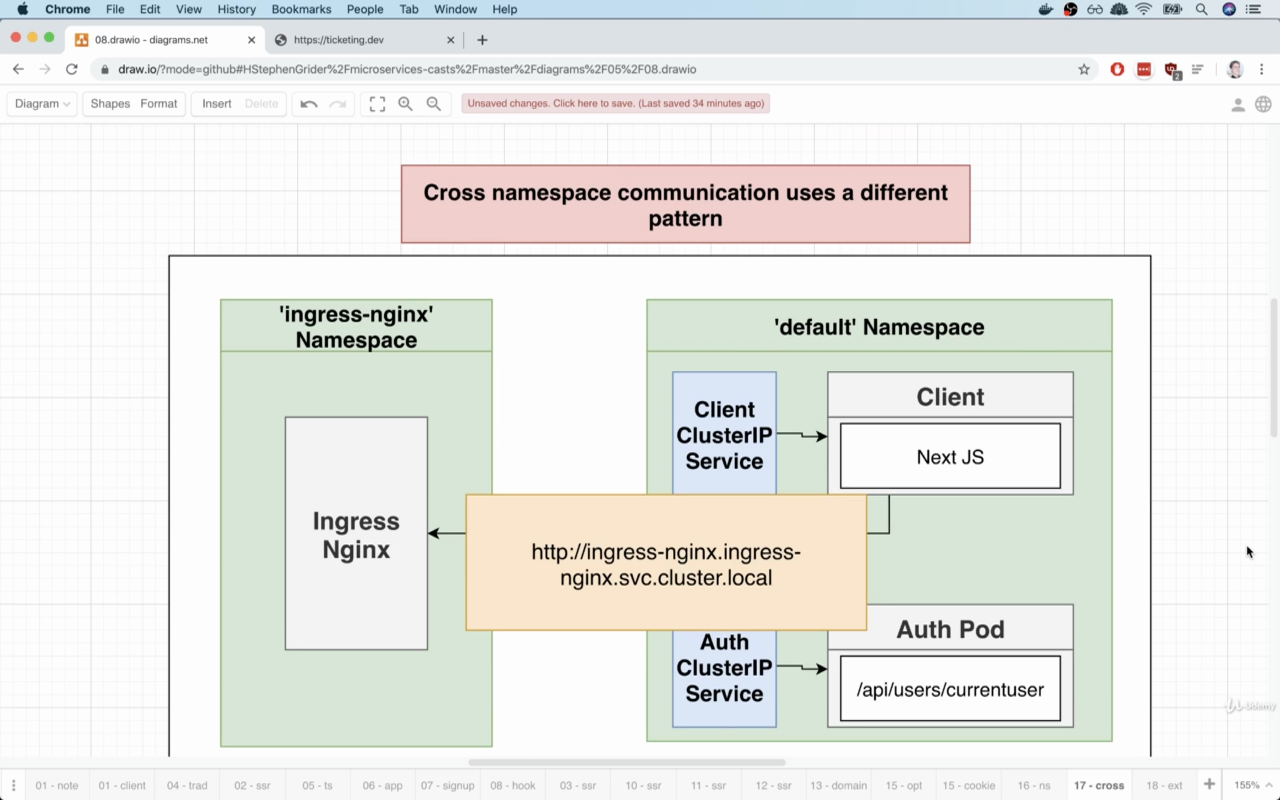 Chrome File Edit View History Bookmarks People Tab Window Help
08.drawio - diagrams.net
https://ticketing.dev
draw.io/?mode=github#HStephenGrider%2Fmicroservices-casts%2Fmaster%2Fdiagrams%2F05%2F08.drawio
2
Diagram Shapes Format Insert Delete
Unsaved changes. Click here to save. (Last saved 34 minutes ago)
Cross namespace communication uses a different
pattern
'ingress-nginx'
Namespace
'default' Namespace
Client
ClusterIP
Service
Client
Next JS
Ingress
Nginx
http://ingress-nginx.ingress-
nginx.svc.cluster.local
Auth
ClusterIP
Service
Auth Pod
/api/users/currentuser
Udemy
01 - note 01 - client 04 - trad 02 - ssr 05 - ts 06 - app 07 - signup 08 - hook 03 - ssr 10 - ssr 11 - ssr 12 - ssr 13 - domain 15 - opt 15 - cookie 16 - ns 17 - cross 18 - ext 155%